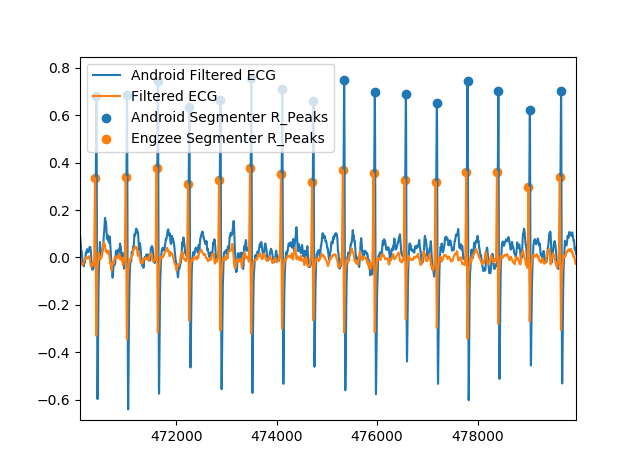 0.8
0.6
0.4
0.2
0.0
−0.2
−0.4
−0.6
Android Filtered ECG
Filtered ECG
Android Segmenter R_Peaks
Engzee Segmenter R_Peaks
472000 474000 476000 478000